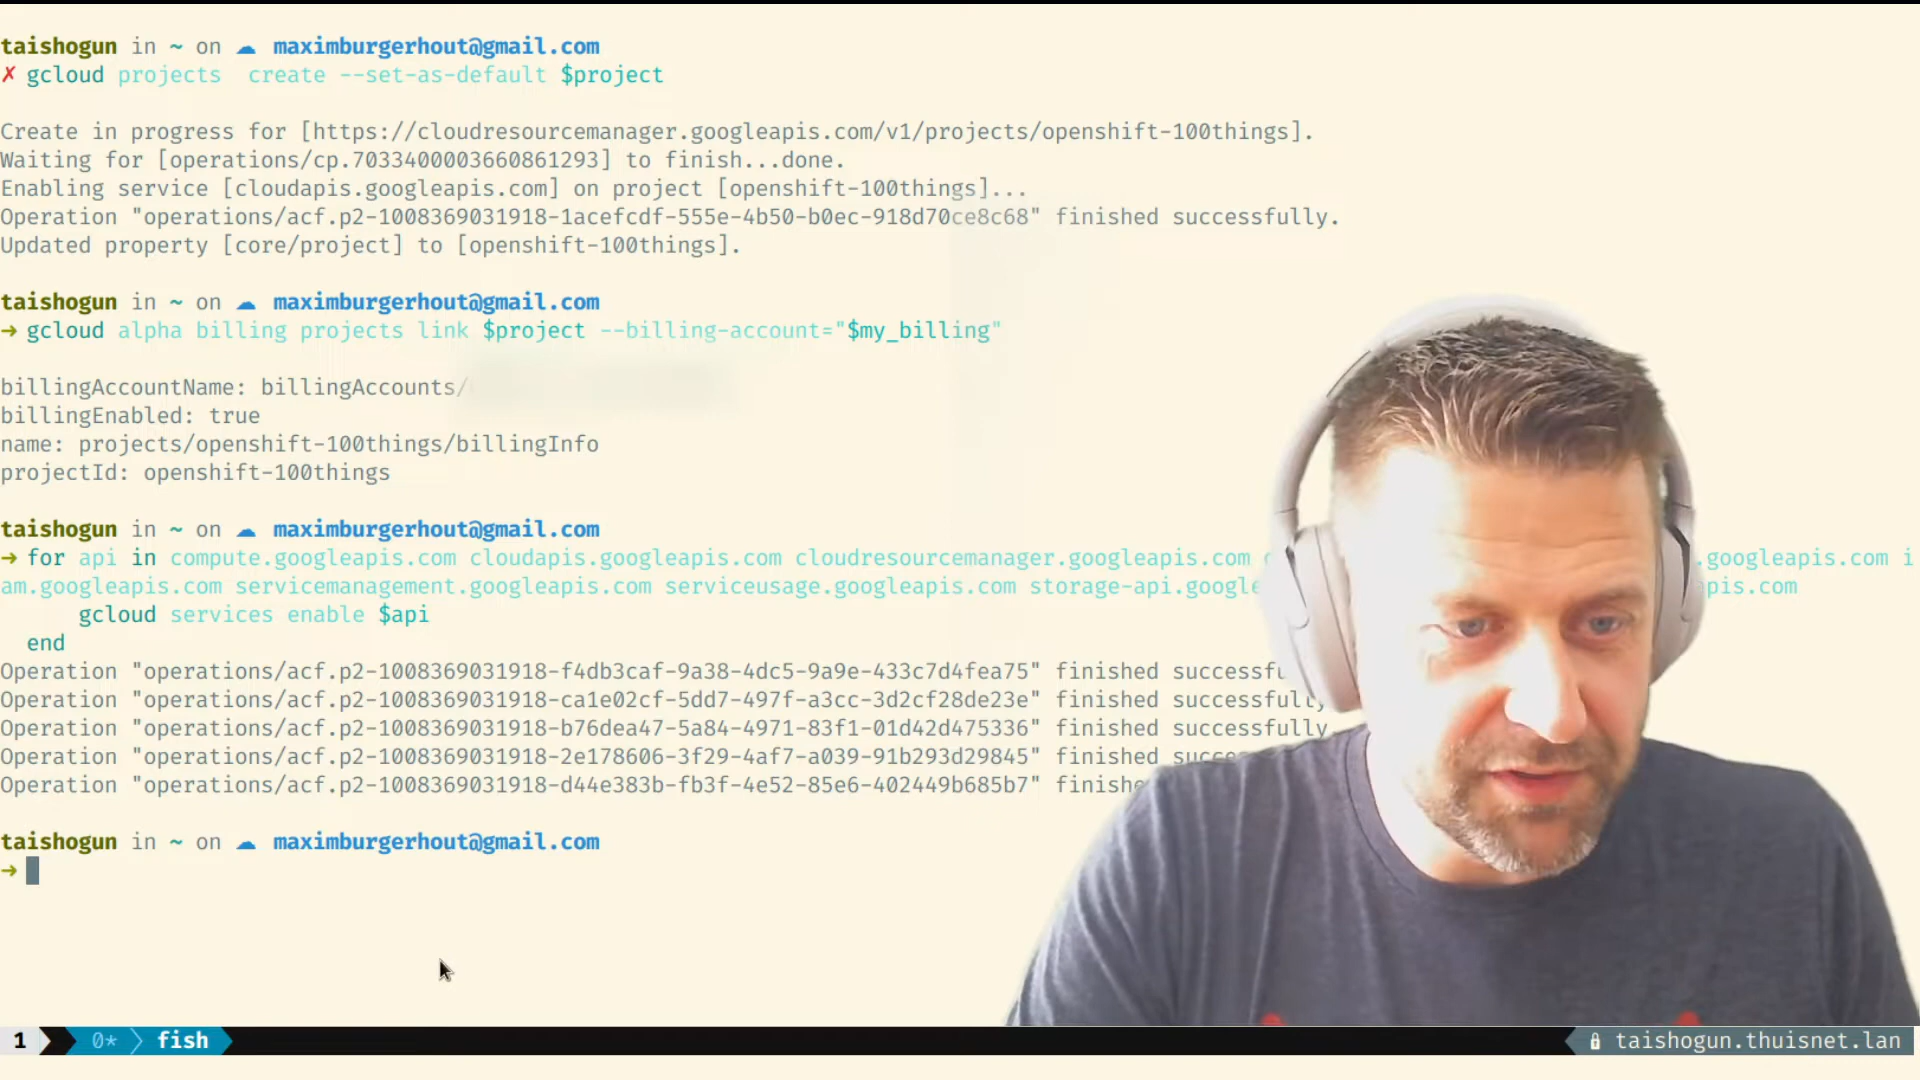 taishogun in ~ on ☁ maximburgerhout@gmail.com
✗ gcloud projects  create --set-as-default $project
Create in progress for [https://cloudresourcemanager.googleapis.com/v1/projects/openshift-100things].
Waiting for [operations/cp.7033400003660861293] to finish...done.
Enabling service [cloudapis.googleapis.com] on project [openshift-100things]...
Operation "operations/acf.p2-1008369031918-1acefcdf-555e-4b50-b0ec-918d70ce8c68" finished successfully.
Updated property [core/project] to [openshift-100things].
taishogun in ~ on ☁ maximburgerhout@gmail.com
→ gcloud alpha billing projects link $project --billing-account="$my_billing"
billingAccountName: billingAccounts/
billingEnabled: true
name: projects/openshift-100things/billingInfo
projectId: openshift-100things
taishogun in ~ on ☁ maximburgerhout@gmail.com
→ for api in compute.googleapis.com cloudapis.googleapis.com cloudresourcemanager.googleapis.com .googleapis.com i
am.googleapis.com servicemanagement.googleapis.com serviceusage.googleapis.com storage-api.google pis.com
gcloud services enable $api
end
Operation "operations/acf.p2-1008369031918-f4db3caf-9a38-4dc5-9a9e-433c7d4fea75" finished successfu
Operation "operations/acf.p2-1008369031918-ca1e02cf-5dd7-497f-a3cc-3d2cf28de23e" finished successfully
Operation "operations/acf.p2-1008369031918-b76dea47-5a84-4971-83f1-01d42d475336" finished successfully
Operation "operations/acf.p2-1008369031918-2e178606-3f29-4af7-a039-91b293d29845" finished succe
Operation "operations/acf.p2-1008369031918-d44e383b-fb3f-4e52-85e6-402449b685b7" finishe
taishogun in ~ on ☁ maximburgerhout@gmail.com
→
1 0* fish taishogun.thuisnet.lan